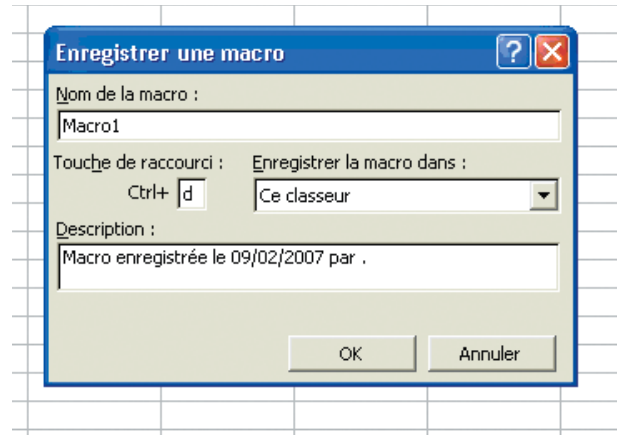 Enregistrer une macro
Nom de la macro :
Macro1
Touche de raccourci : Enregistrer la macro dans :
Ctrl+ d Ce classeur
Description :
Macro enregistrée le 09/02/2007 par .
OK Annuler